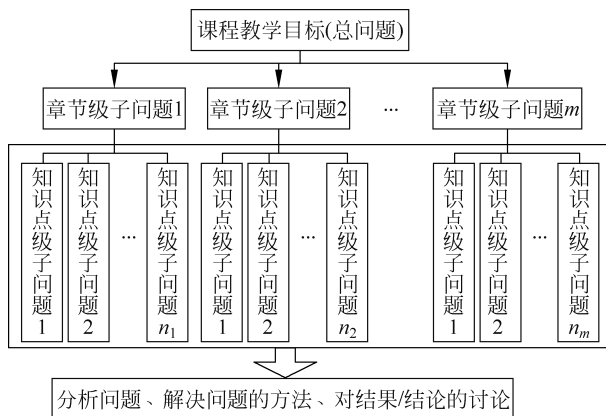 课程教学目标(总问题)
章节级子问题1
章节级子问题2
...
章节级子问题m
知识点级子问题1
知识点级子问题2
...
知识点级子问题n₁
知识点级子问题1
知识点级子问题2
...
知识点级子问题n₂
知识点级子问题1
知识点级子问题2
...
知识点级子问题nₘ
分析问题、解决问题的方法、对结果/结论的讨论